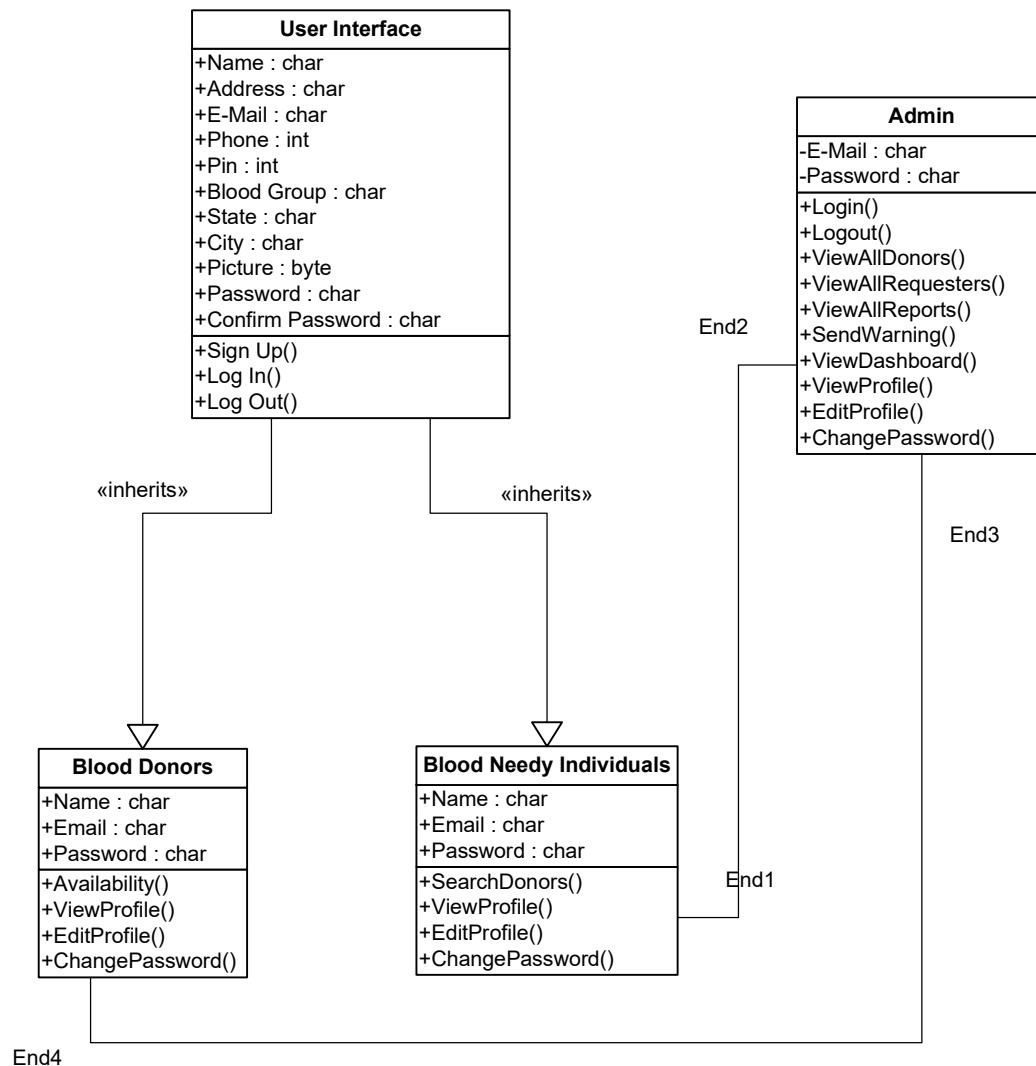 User Interface
+Name : char
+Address : char
+E-Mail : char
+Phone : int
+Pin : int
+Blood Group : char
+State : char
+City : char
+Picture : byte
+Password : char
+Confirm Password : char
+Sign Up()
+Log In()
+Log Out()
Admin
-E-Mail : char
-Password : char
+Login()
+Logout()
+ViewAllDonors()
+ViewAllRequesters()
+ViewAllReports()
+SendWarning()
+ViewDashboard()
+ViewProfile()
+EditProfile()
+ChangePassword()
End2
«inherits»
«inherits»
End3
Blood Donors
+Name : char
+Email : char
+Password : char
+Availability()
+ViewProfile()
+EditProfile()
+ChangePassword()
Blood Needy Individuals
+Name : char
+Email : char
+Password : char
+SearchDonors()
+ViewProfile()
+EditProfile()
+ChangePassword()
End1
End4